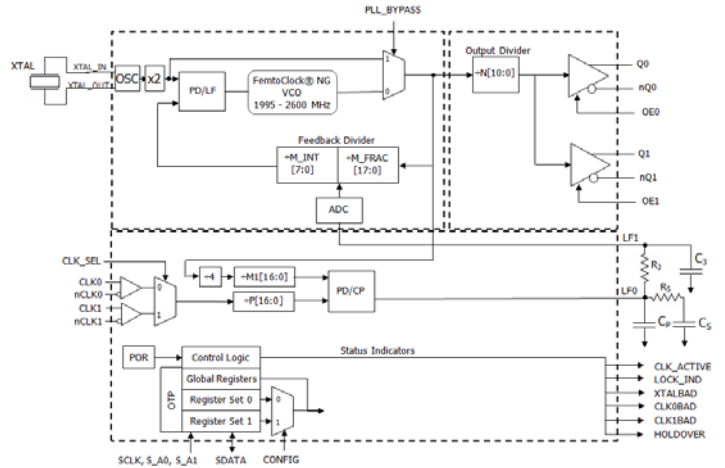 PLL_BYPASS
XTAL
XTAL_IN
XTAL_OUT
OSC
x2
PD/LF
FemtoClock® NG
VCO
1995 - 2600 MHz
1
0
Output Divider
÷N[10:0]
Q0
nQ0
OE0
Q1
nQ1
OE1
Feedback Divider
÷M_INT
[7:0]
÷M_FRAC
[17:0]
ADC
LF1
CLK_SEL
CLK0
nCLK0
CLK1
nCLK1
0
1
÷4
÷M1[16:0]
÷P[16:0]
PD/CP
LF0
R3
C3
RS
CP
CS
Status Indicators
POR
Control Logic
Global Registers
OTP
Register Set 0
Register Set 1
0
1
CLK_ACTIVE
LOCK_IND
XTALBAD
CLK0BAD
CLK1BAD
HOLDOVER
SCLK, S_A0, S_A1
SDATA
CONFIG